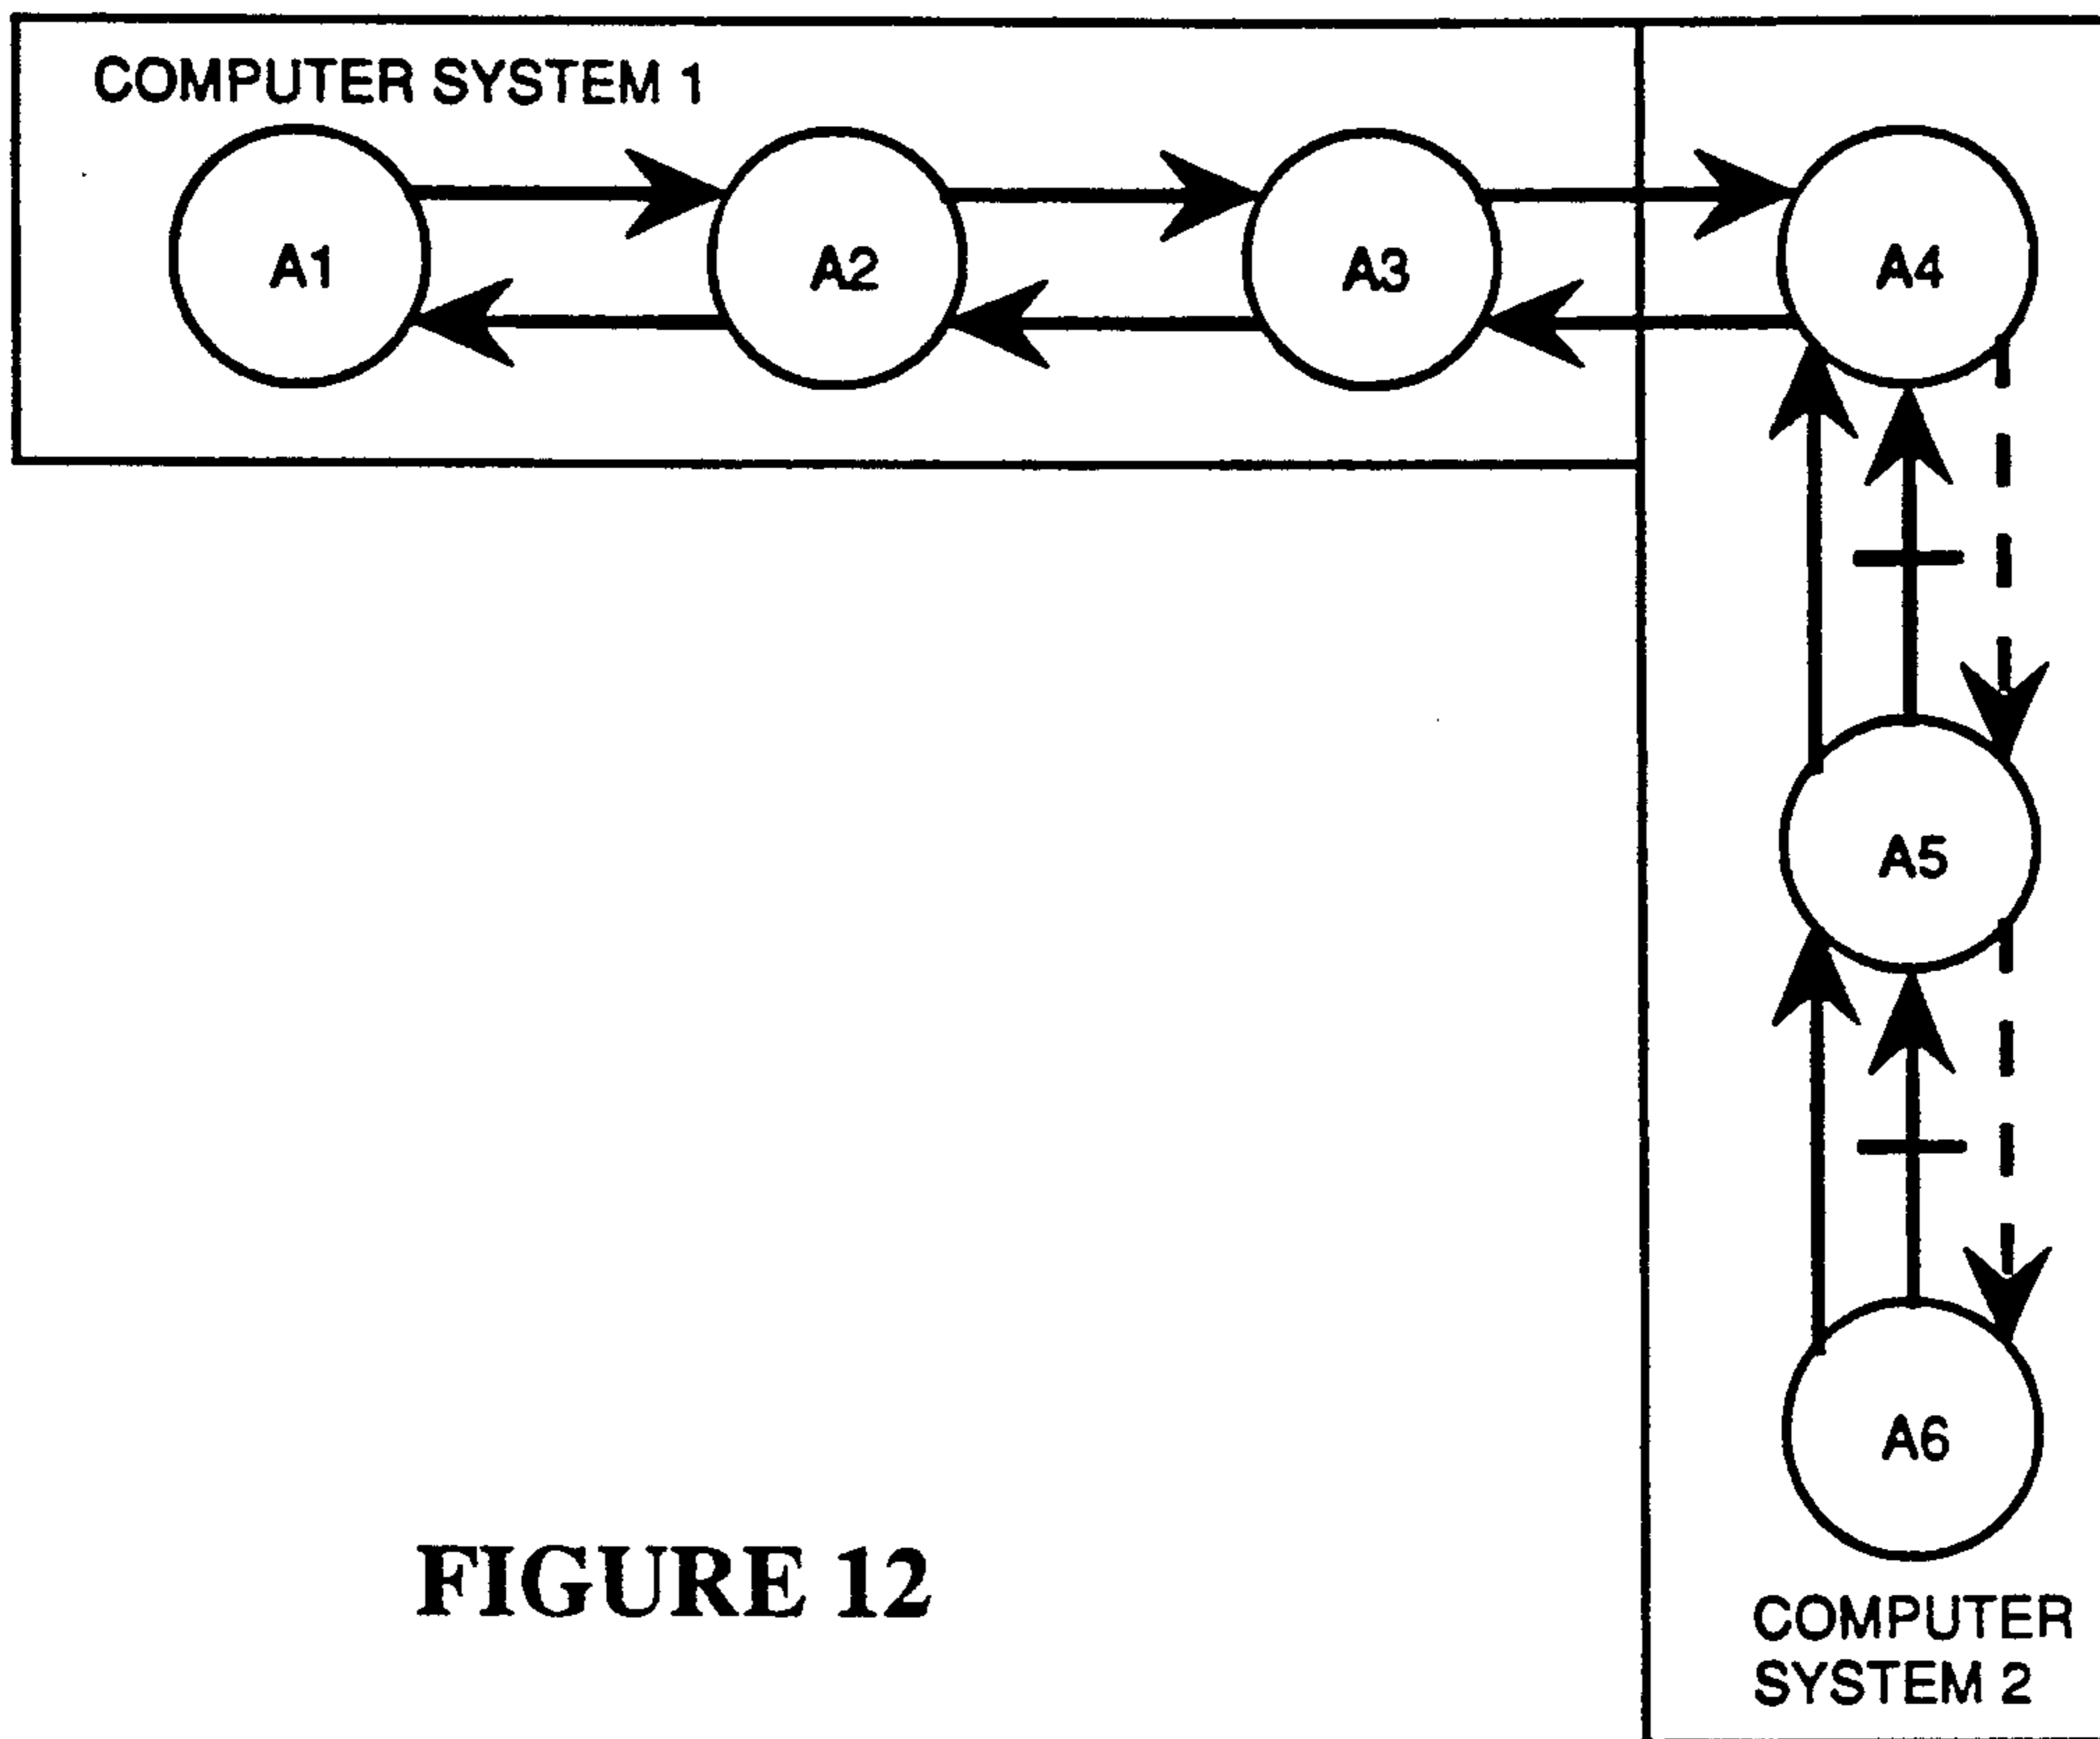 COMPUTER SYSTEM 1
A1
A2
A3
A4
A5
A6
COMPUTER
SYSTEM 2
FIGURE 12